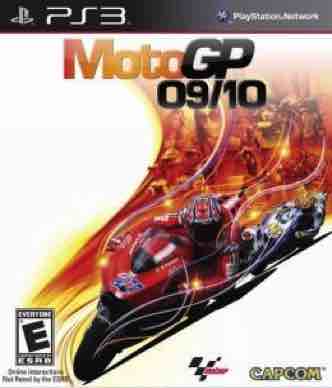 PS3
PlayStation Network
MotoGP
09/10
EVERYONE
E
ESRB
Online Interactions
Not Rated by the ESRB
CAPCOM